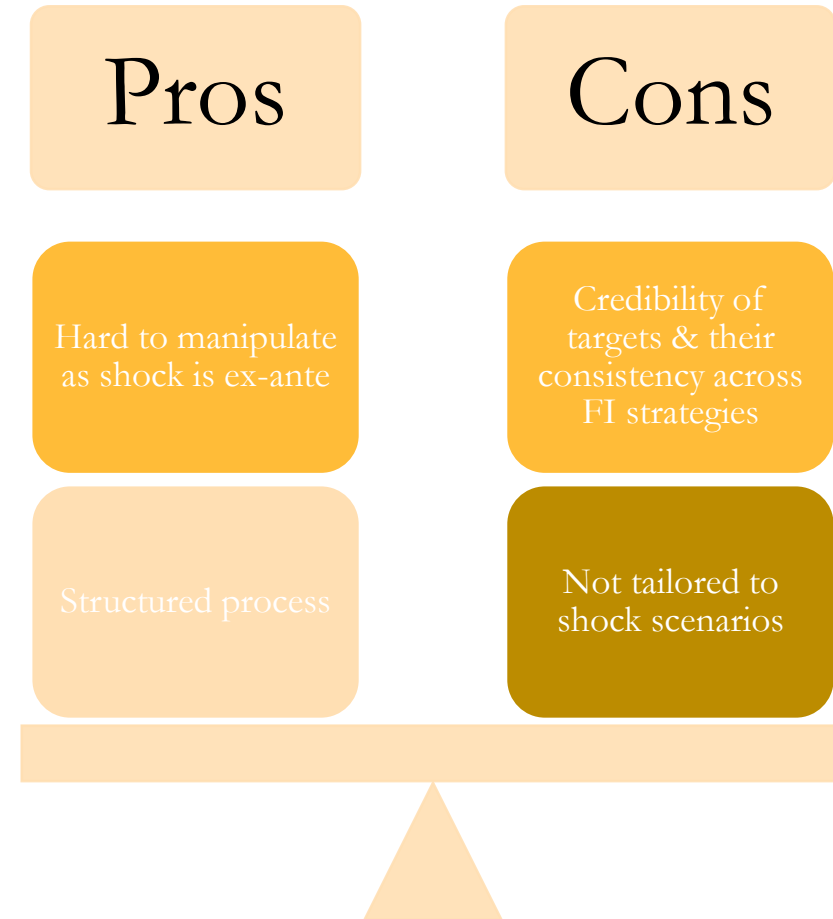 Pros
Cons
Hard to manipulate
as shock is ex-ante
Credibility of
targets & their
consistency across
FI strategies
Structured process
Not tailored to
shock scenarios